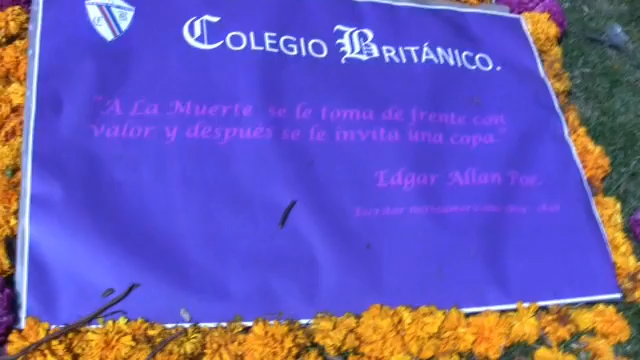 COLEGIO BRITÁNICO.
"A La Muerte se le toma de frente con
valor y después se le invita una copa"
Edgar Allan Poe.
Escritor